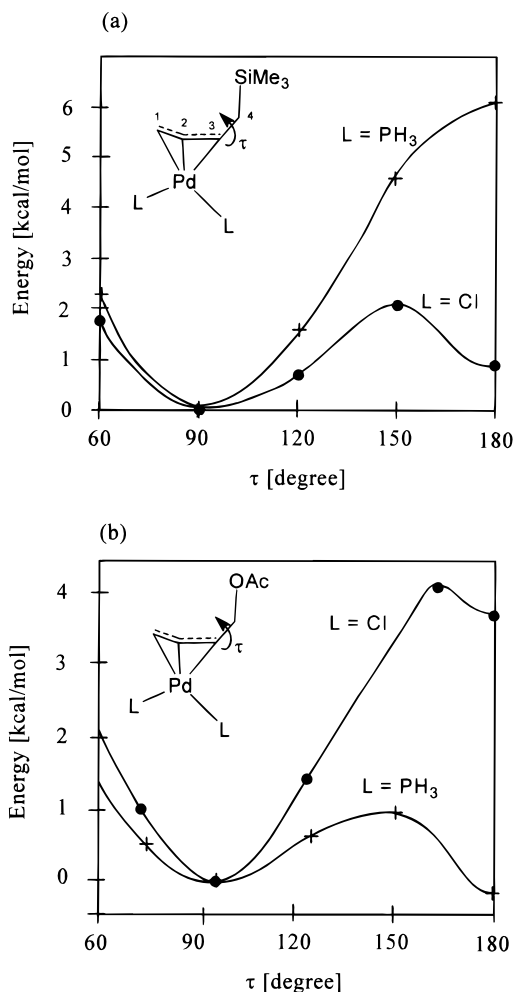 (a)
SiMe3
1 2 3 4
τ
Pd
L
L
L = PH3
L = Cl
Energy [kcal/mol]
6
5
4
3
2
1
0
60 90 120 150 180
τ [degree]
(b)
OAc
τ
Pd
L
L
L = Cl
L = PH3
Energy [kcal/mol]
4
3
2
1
0
60 90 120 150 180
τ [degree]